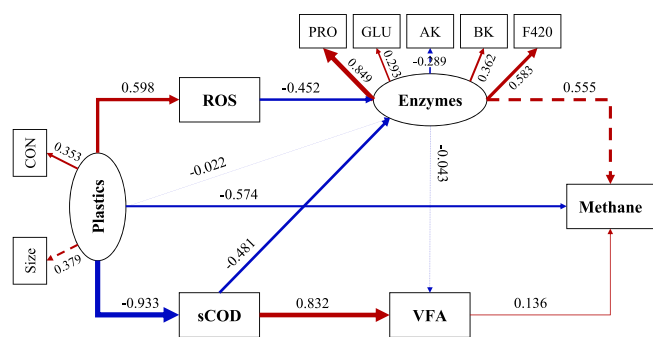 PRO GLU AK BK F420
0.849 0.293 -0.289 0.362 0.583
0.598 ROS -0.452 Enzymes 0.555
CON 0.353
-0.022 -0.043
Plastics -0.574 Methane
Size 0.379 -0.481
-0.933 sCOD 0.832 VFA 0.136